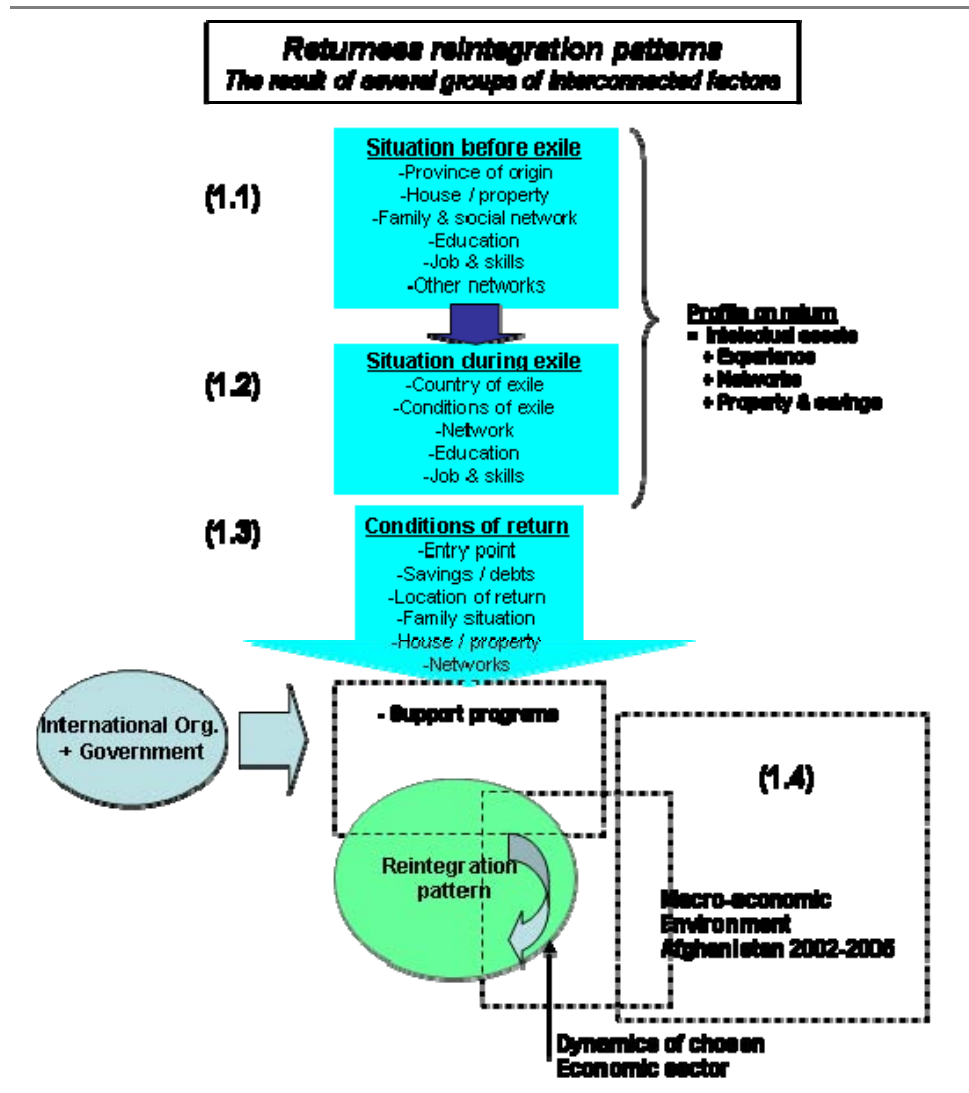 Returnees reintegration patterns
The result of several groups of interconnected factors
Situation before exile
-Province of origin
-House / property
-Family & social network
-Education
-Job & skills
-Other networks
(1.1)
Profile on return
= Intelectual assets
+ Experience
+ Networks
+ Property & savings
Situation during exile
-Country of exile
-Conditions of exile
-Network
-Education
-Job & skills
(1.2)
(1.3)
Conditions of return
-Entry point
-Savings / debts
-Location of return
-Family situation
-House / property
-Networks
International Org.
+ Government
- Support programs
(1.4)
Reintegration
pattern
Macro-economic
Environment
Afghanistan 2002-2005
Dynamics of chosen
Economic sector